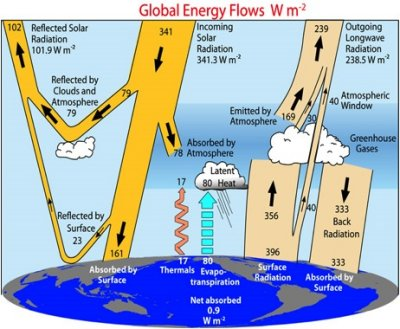 Global Energy Flows W m-2
102
Reflected Solar
Radiation
101.9 W m-2
341
Incoming
Solar
Radiation
341.3 W m-2
239
Outgoing
Longwave
Radiation
238.5 W m-2
Reflected by
Clouds and
Atmosphere
79
79
Emitted by
Atmosphere
169
30
40
Atmospheric
Window
Greenhouse
Gases
Absorbed by
78 Atmosphere
17
Latent
80 Heat
Reflected by
Surface
23
356
40
333
Back
Radiation
161
Absorbed by
Surface
17
Thermals
80
Evapo-
transpiration
396
Surface
Radiation
333
Absorbed by
Surface
Net absorbed
0.9
W m-2